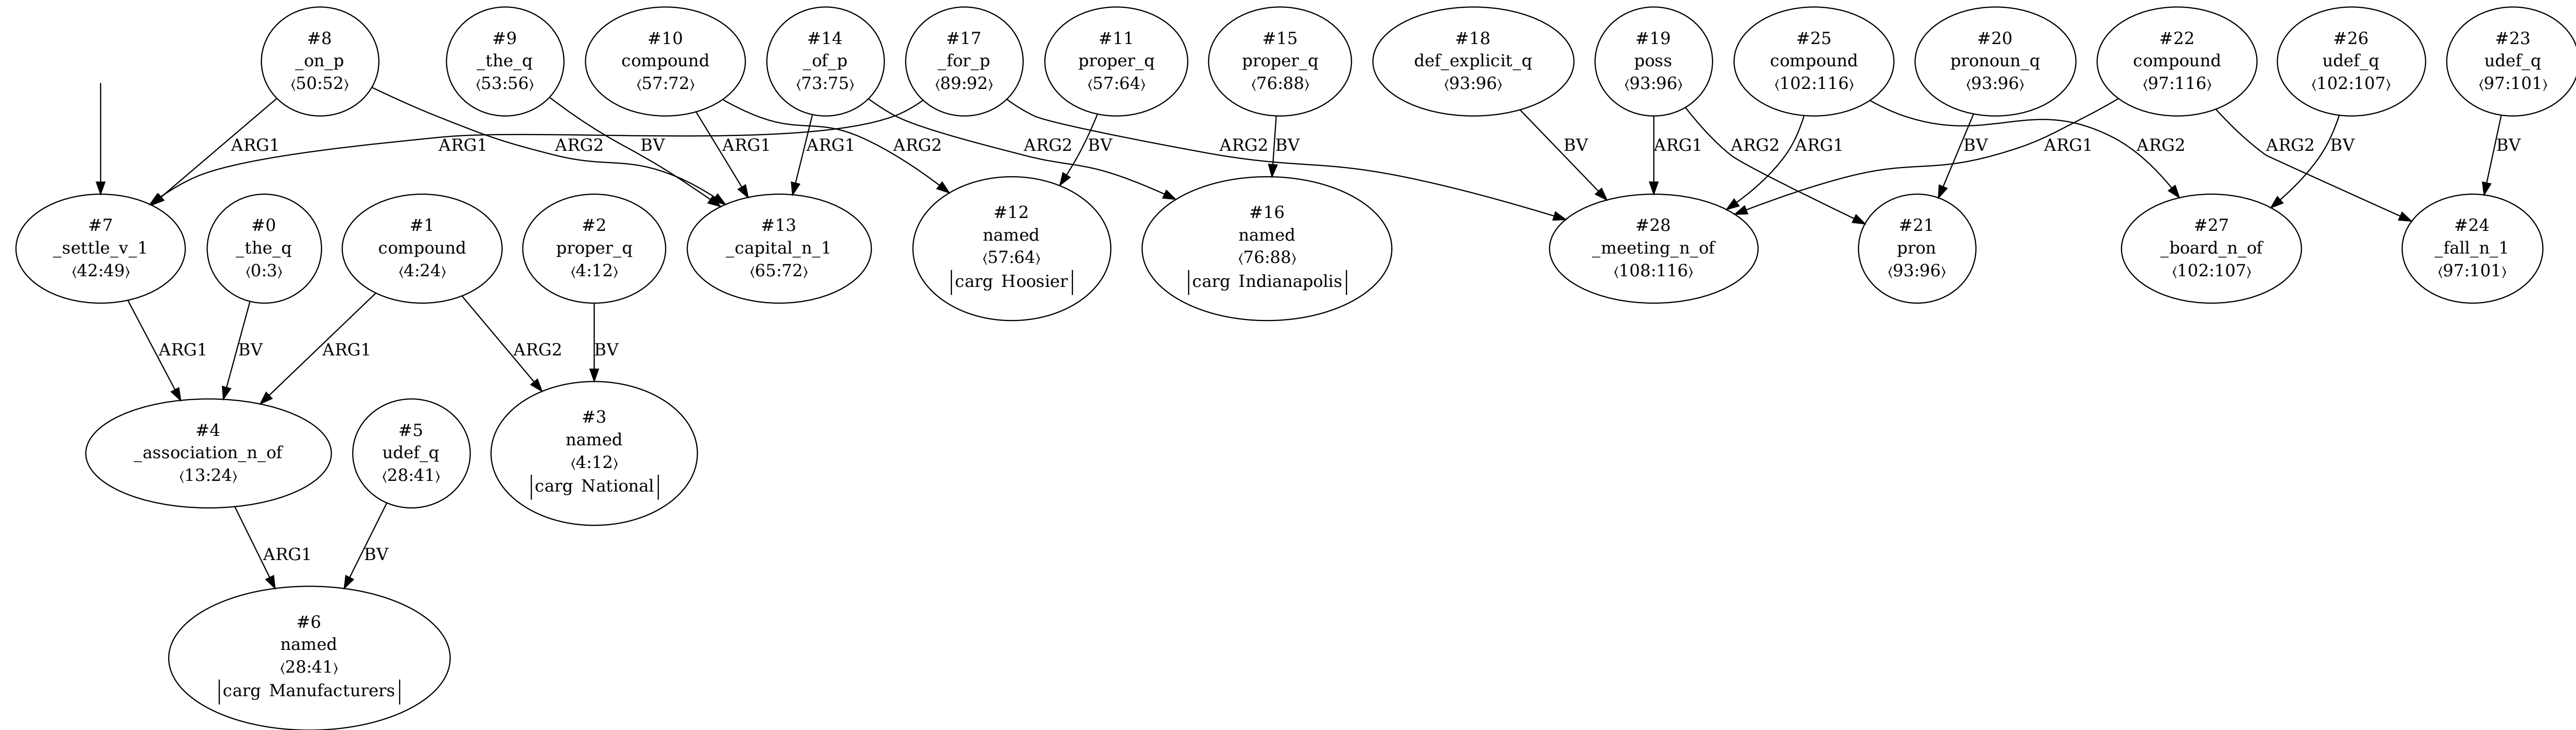 #8
_on_p
⟨50:52⟩
#9
_the_q
⟨53:56⟩
#10
compound
⟨57:72⟩
#14
_of_p
⟨73:75⟩
#17
_for_p
⟨89:92⟩
#11
proper_q
⟨57:64⟩
#15
proper_q
⟨76:88⟩
#18
def_explicit_q
⟨93:96⟩
#19
poss
⟨93:96⟩
#25
compound
⟨102:116⟩
#20
pronoun_q
⟨93:96⟩
#22
compound
⟨97:116⟩
#26
udef_q
⟨102:107⟩
#23
udef_q
⟨97:101⟩
ARG1
ARG1
ARG2
BV
ARG1
ARG1
ARG2
ARG2
BV
ARG2
BV
BV
ARG1
ARG2
ARG1
BV
ARG1
ARG2
ARG2
BV
BV
#7
_settle_v_1
⟨42:49⟩
#0
_the_q
⟨0:3⟩
#1
compound
⟨4:24⟩
#2
proper_q
⟨4:12⟩
#13
_capital_n_1
⟨65:72⟩
#12
named
⟨57:64⟩
carg Hoosier
#16
named
⟨76:88⟩
carg Indianapolis
#28
_meeting_n_of
⟨108:116⟩
#21
pron
⟨93:96⟩
#27
_board_n_of
⟨102:107⟩
#24
_fall_n_1
⟨97:101⟩
ARG1
BV
ARG1
ARG2
BV
#4
_association_n_of
⟨13:24⟩
#5
udef_q
⟨28:41⟩
#3
named
⟨4:12⟩
carg National
ARG1
BV
#6
named
⟨28:41⟩
carg Manufacturers